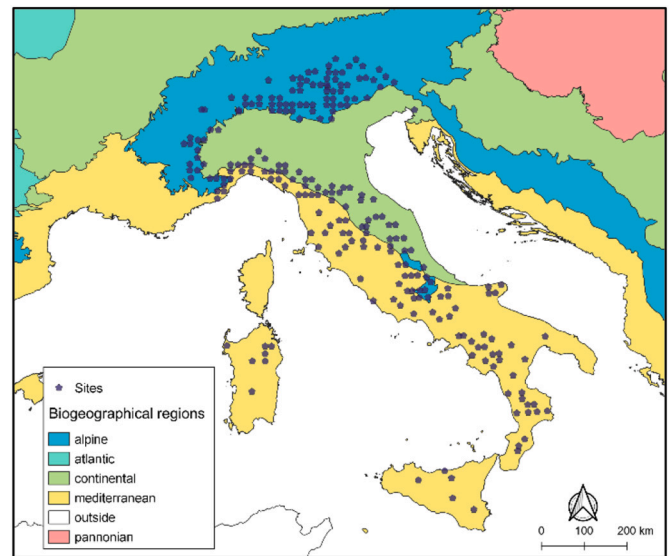 Sites
Biogeographical regions
alpine
atlantic
continental
mediterranean
outside
pannonian
0 100 200 km